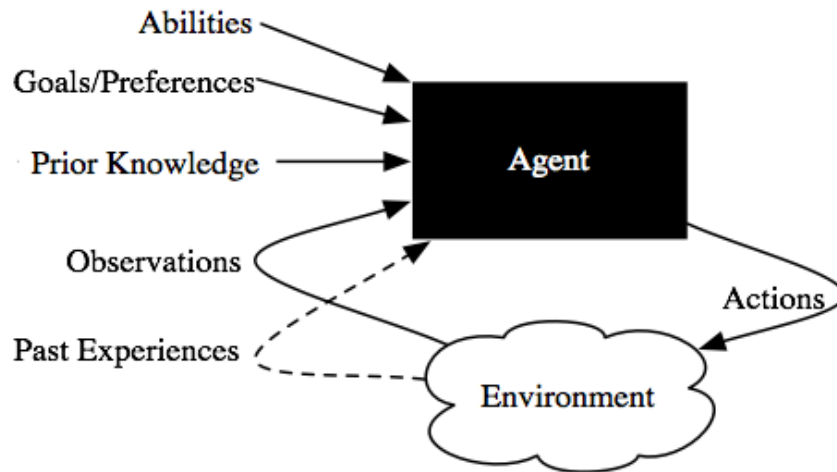 Abilities
Goals/Preferences
Prior Knowledge
Agent
Observations
Actions
Past Experiences
Environment